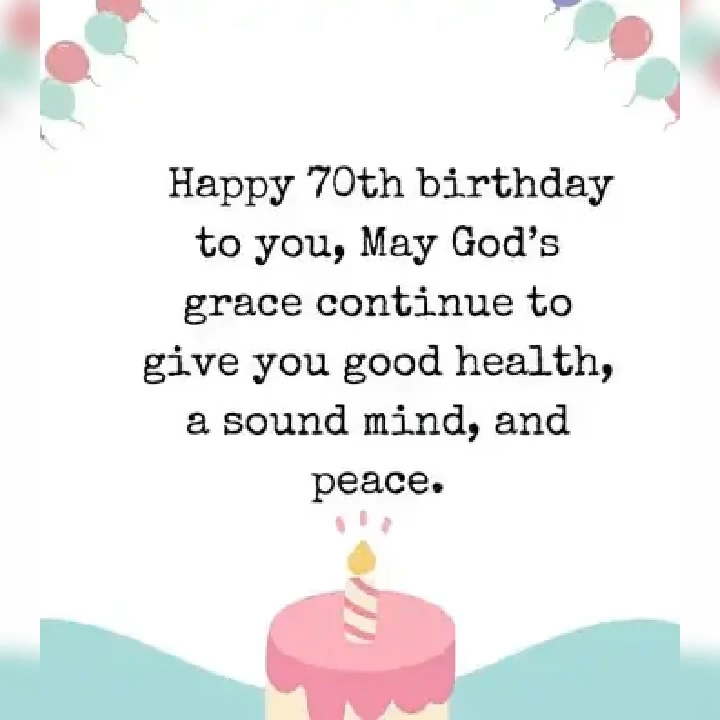 Happy 70th birthday
to you, May God’s
grace continue to
give you good health,
a sound mind, and
peace.